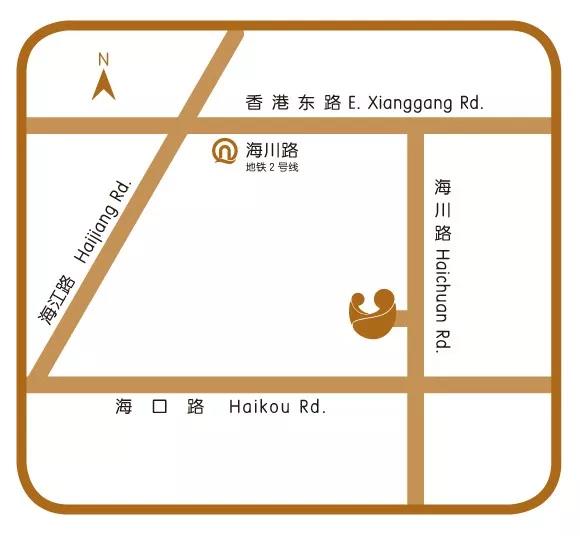 N
香港东路 E. Xianggang Rd.
海川路
地铁2号线
海江路 Haijiang Rd.
海川路 Haichuan Rd.
海口路 Haikou Rd.